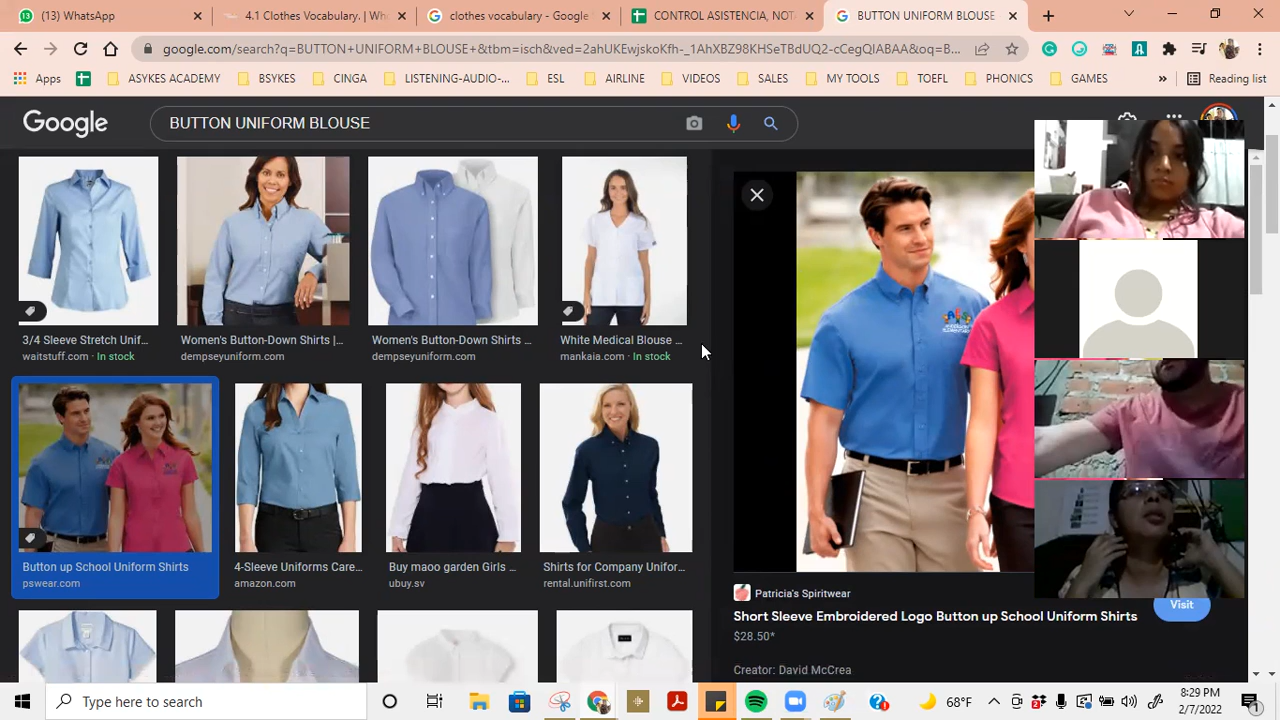 (13) WhatsApp
4.1 Clothes Vocabulary. | Wh
clothes vocabulary - Google
CONTROL ASISTENCIA, NOT
BUTTON UNIFORM BLOUSE
google.com/search?q=BUTTON+UNIFORM+BLOUSE+&tbm=isch&ved=2ahUKEwjskoKfh-_1AhXBZ98KHSeTBdUQ2-cCegQIABAA&oq=B...
Apps
ASYKES ACADEMY
BSYKES
CINGA
LISTENING-AUDIO-...
ESL
AIRLINE
VIDEOS
SALES
MY TOOLS
TOEFL
PHONICS
GAMES
»
Reading list
Google
BUTTON UNIFORM BLOUSE
3/4 Sleeve Stretch Unif...
waitstuff.com · In stock
Women's Button-Down Shirts |...
dempseyuniform.com
Women's Button-Down Shirts ...
dempseyuniform.com
White Medical Blouse ...
mankaia.com · In stock
Button up School Uniform Shirts
pswear.com
4-Sleeve Uniforms Care...
amazon.com
Buy maoo garden Girls ...
ubuy.sv
Shirts for Company Unifor...
rental.unifirst.com
Patricia's Spiritwear
Short Sleeve Embroidered Logo Button up School Uniform Shirts
$28.50*
Visit
Creator: David McCrea
Type here to search
68°F
8:29 PM
2/7/2022